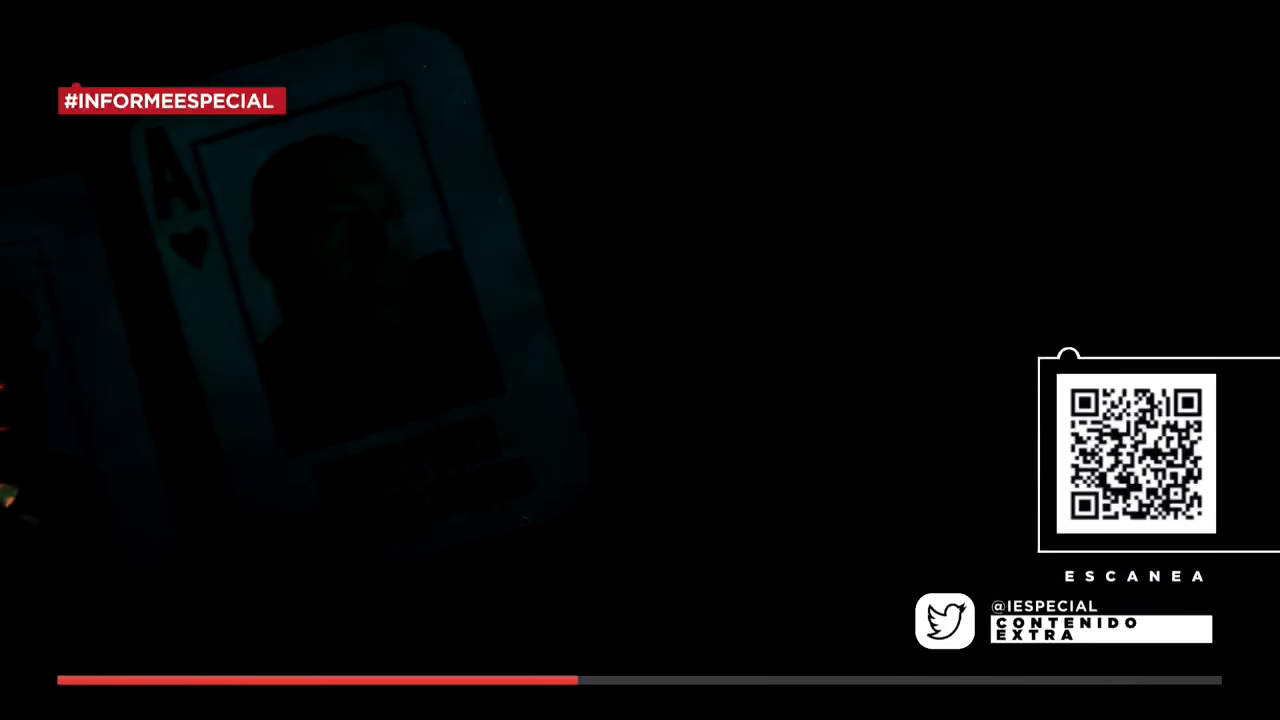 #INFORMEESPECIAL
A
ESCANEA
@IESPECIAL
CONTENIDO
EXTRA